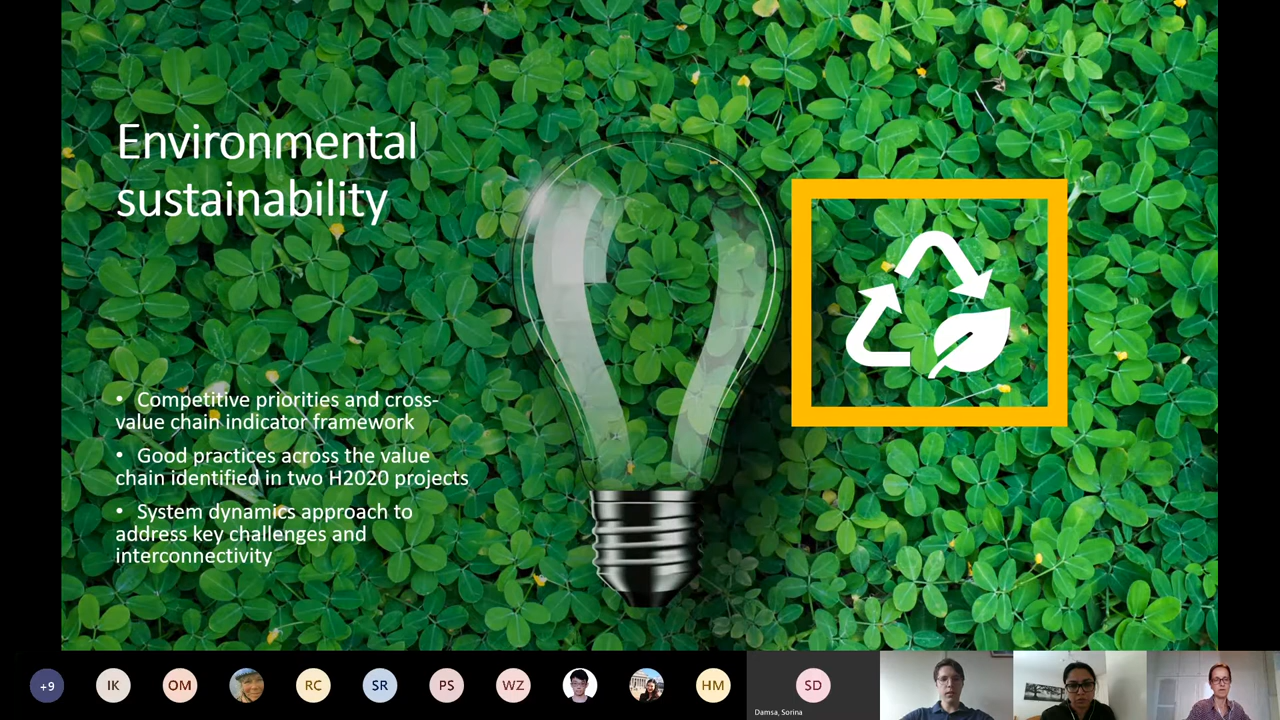 Environmental
sustainability
• Competitive priorities and cross-
value chain indicator framework
• Good practices across the value
chain identified in two H2020 projects
• System dynamics approach to
address key challenges and
interconnectivity
+9
IK
OM
RC
SR
PS
WZ
HM
SD
Damsa, Sorina